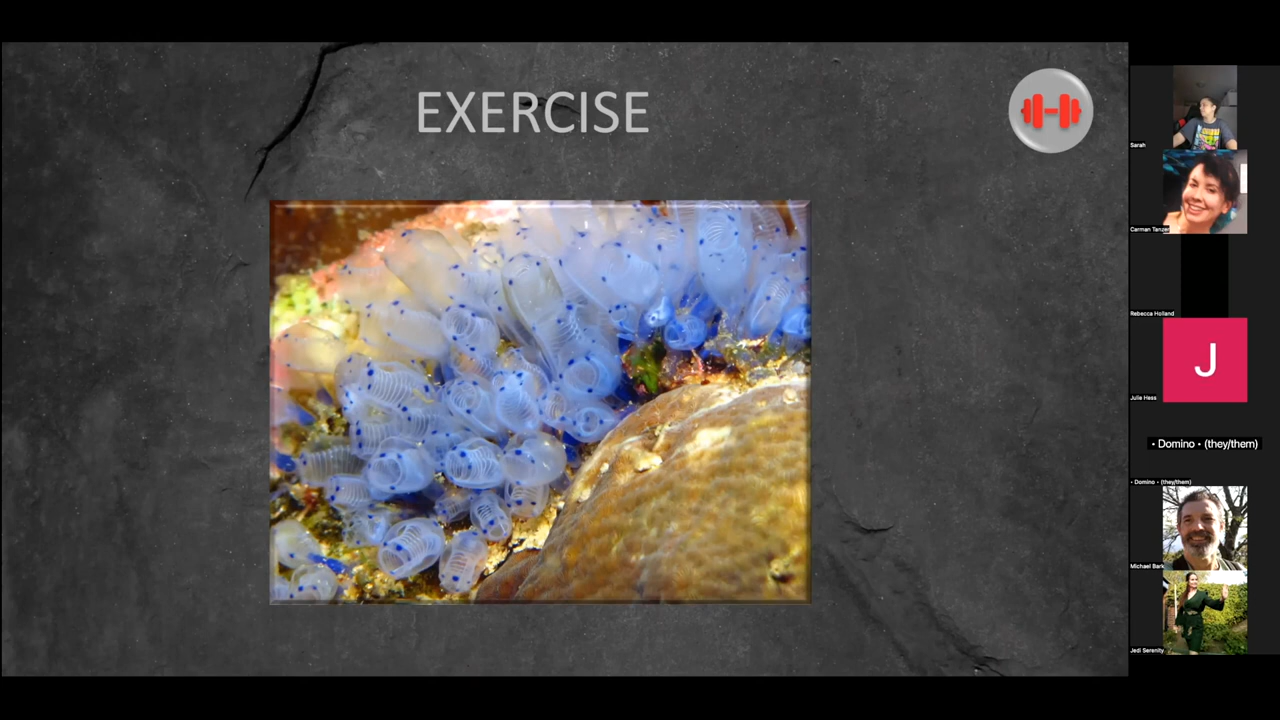 EXERCISE
Sarah
Carman Tanzer
Rebecca Holland
J
Julie Hess
• Domino • (they/them)
• Domino • (they/them)
Michael Bark
Jedi Serenity